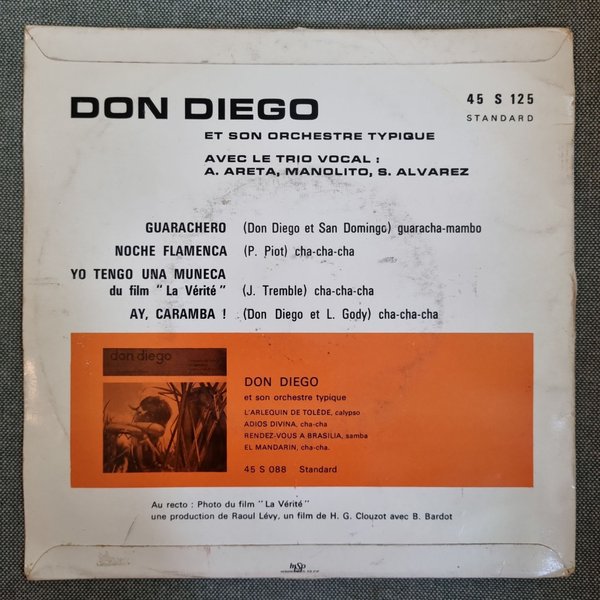 DON DIEGO
45 S 125
STANDARD
ET SON ORCHESTRE TYPIQUE
AVEC LE TRIO VOCAL :
A. ARETA, MANOLITO, S. ALVAREZ
GUARACHERO (Don Diego et San Domingo) guaracha-mambo
NOCHE FLAMENCA (P. Piot) cha-cha-cha
YO TENGO UNA MUNECA
du film "La Vérité" (J. Tremble) cha-cha-cha
AY, CARAMBA ! (Don Diego et L. Gody) cha-cha-cha
don diego
DON DIEGO
et son orchestre typique
L'ARLEQUIN DE TOLÈDE, calypso
ADIOS DIVINA, cha-cha
RENDEZ-VOUS A BRASILIA, samba
EL MANDARIN, cha-cha.
45 S 088 Standard
Au recto : Photo du film "La Vérité"
une production de Raoul Lévy, un film de H. G. Clouzot avec B. Bardot